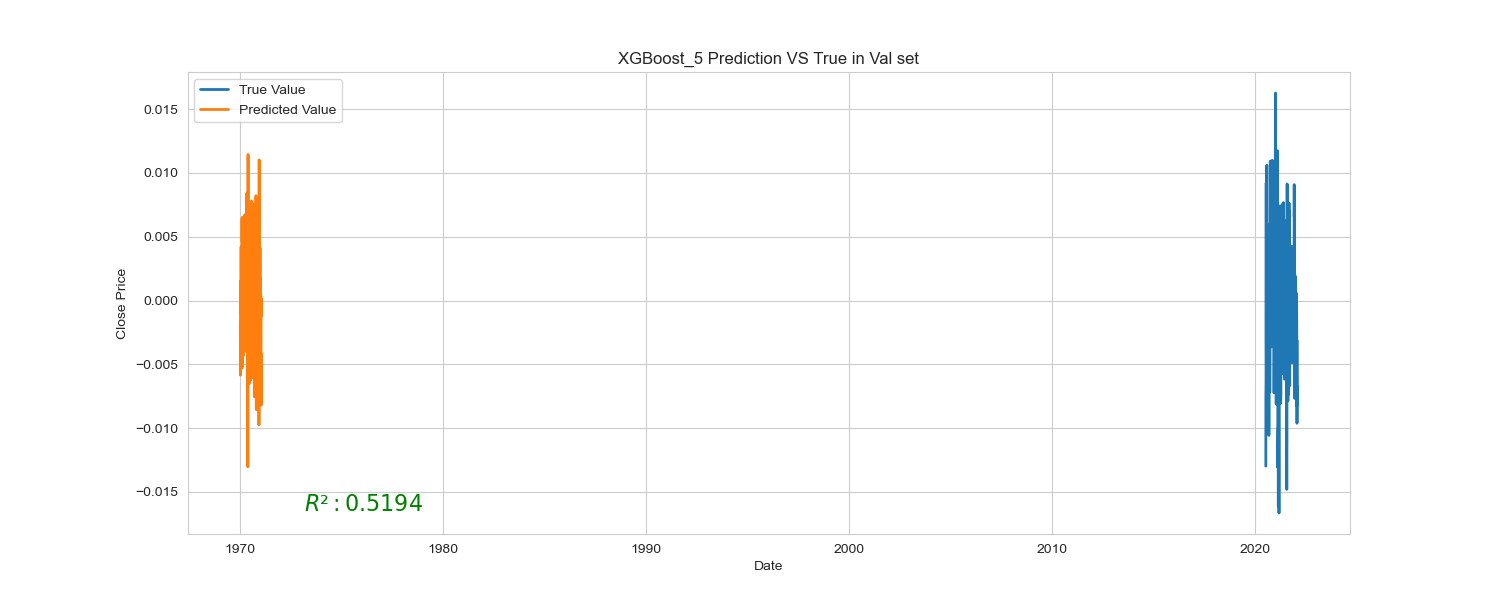 XGBoost_5 Prediction VS True in Val set
True Value
Predicted Value
0.015
0.010
0.005
0.000
−0.005
−0.010
−0.015
Close Price
R²: 0.5194
1970 1980 1990 2000 2010 2020
Date